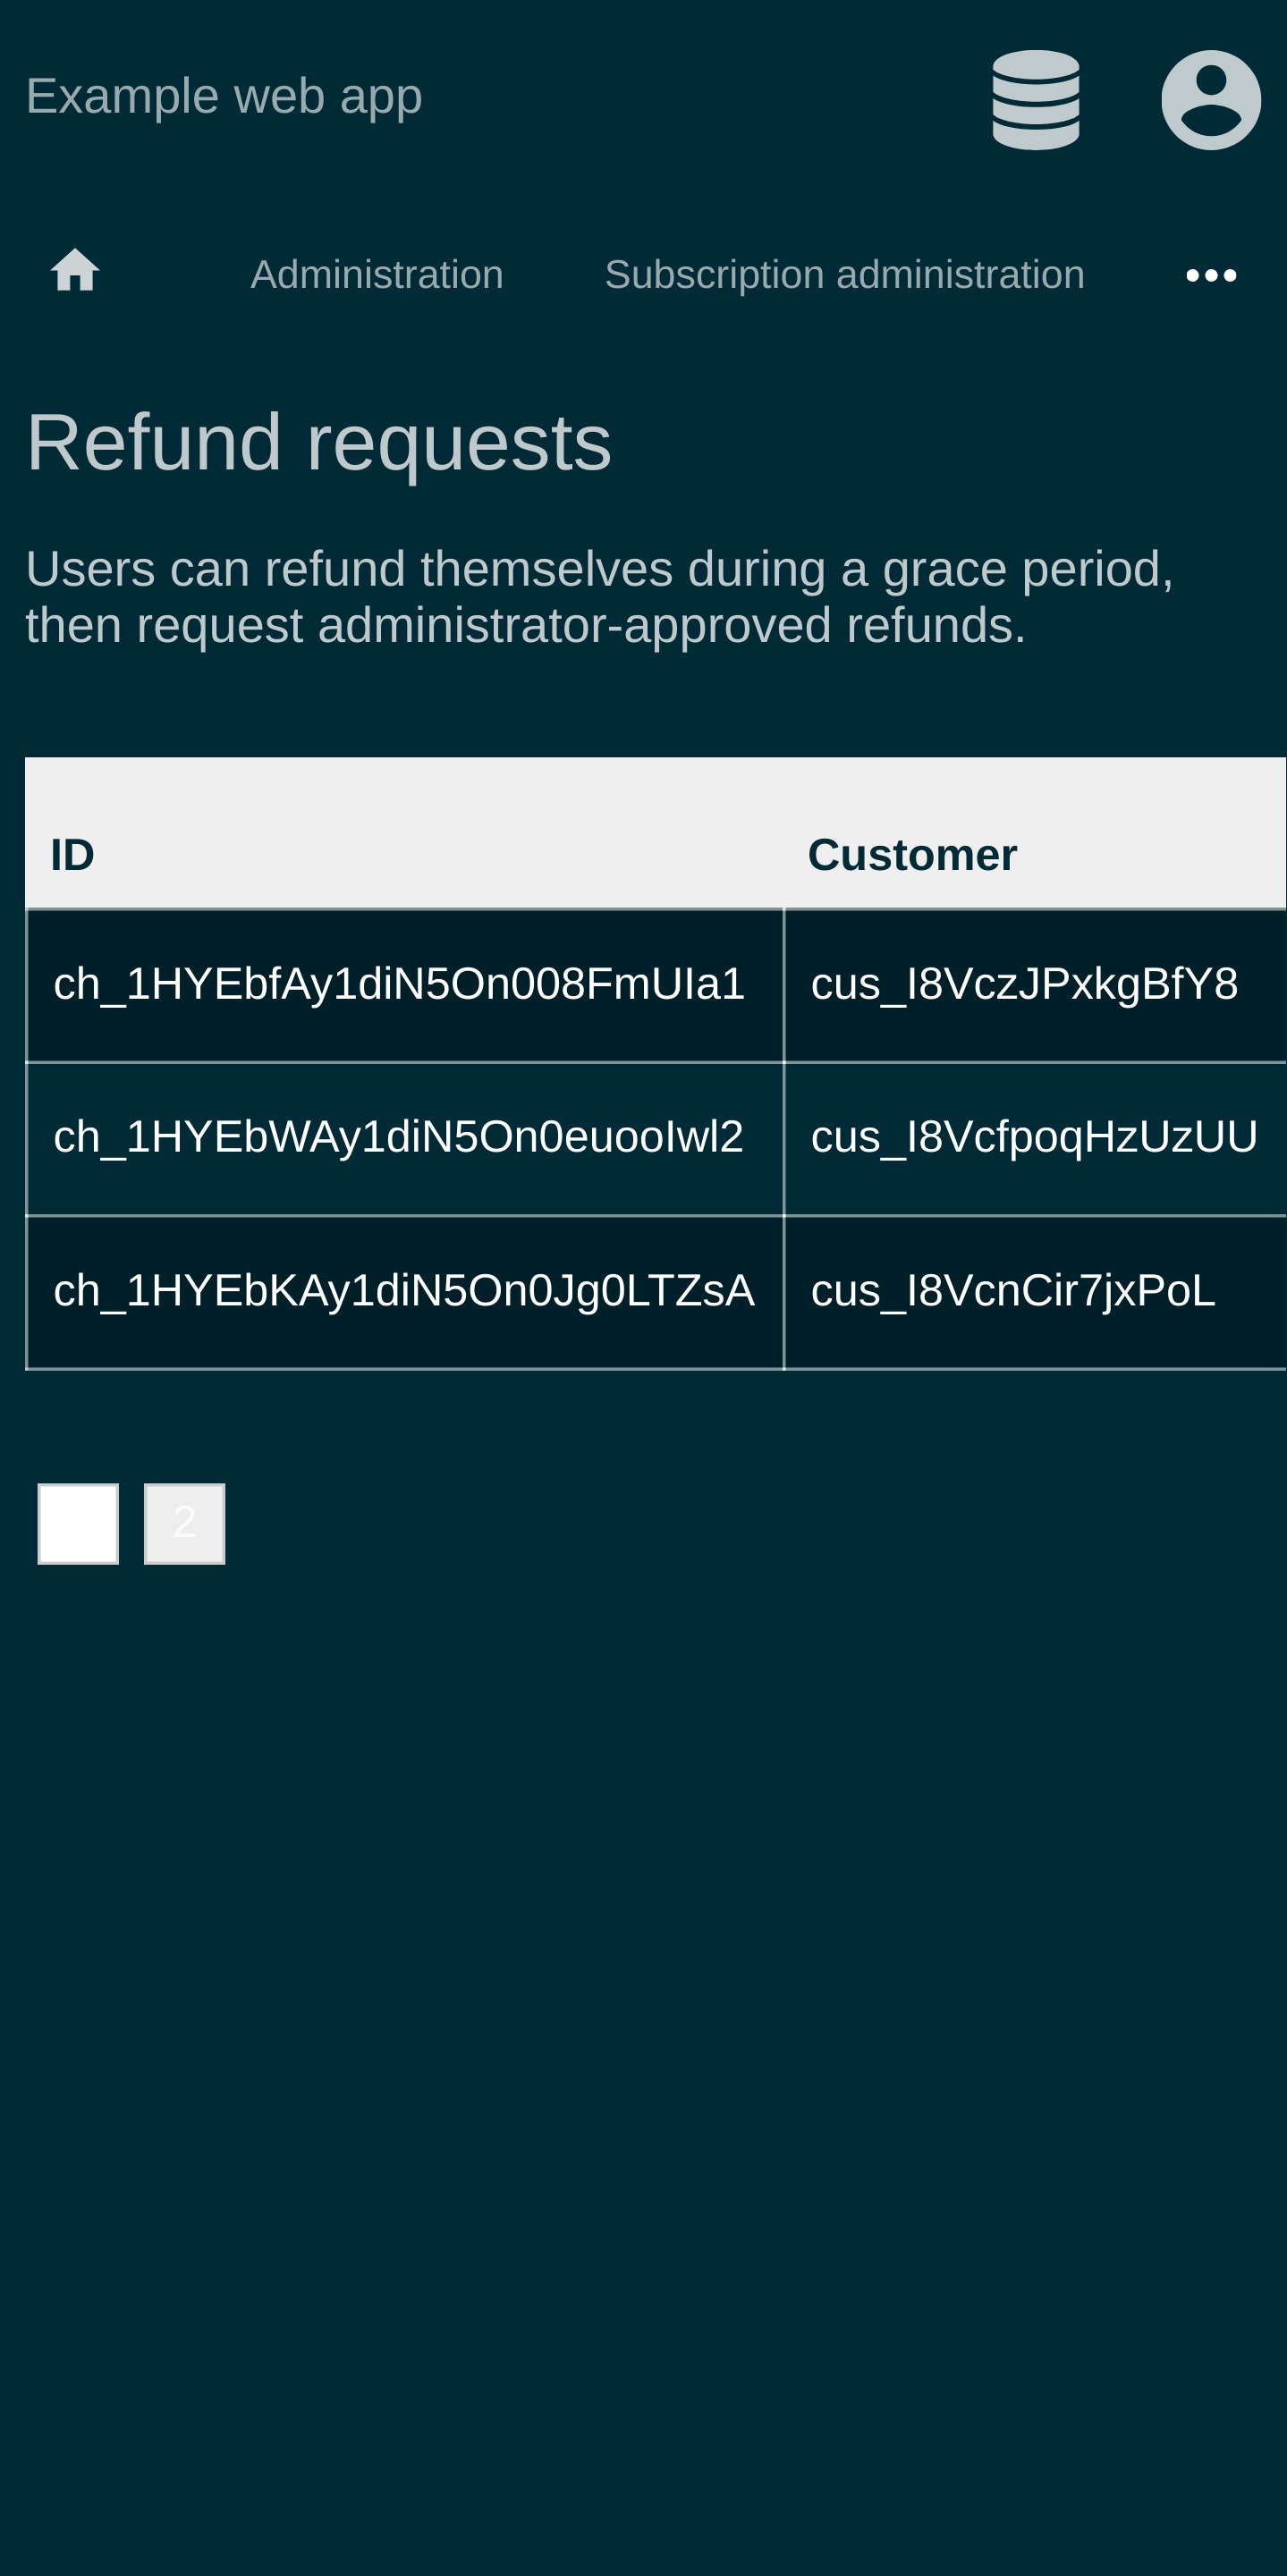 Example web app
Administration Subscription administration
Refund requests
Users can refund themselves during a grace period,
then request administrator-approved refunds.
ID Customer
ch_1HYEbfAy1diN5On008FmUIa1 cus_I8VczJPxkgBfY8
ch_1HYEbWAy1diN5On0euooIwl2 cus_I8VcfpoqHzUzUU
ch_1HYEbKAy1diN5On0Jg0LTZsA cus_I8VcnCir7jxPoL
2